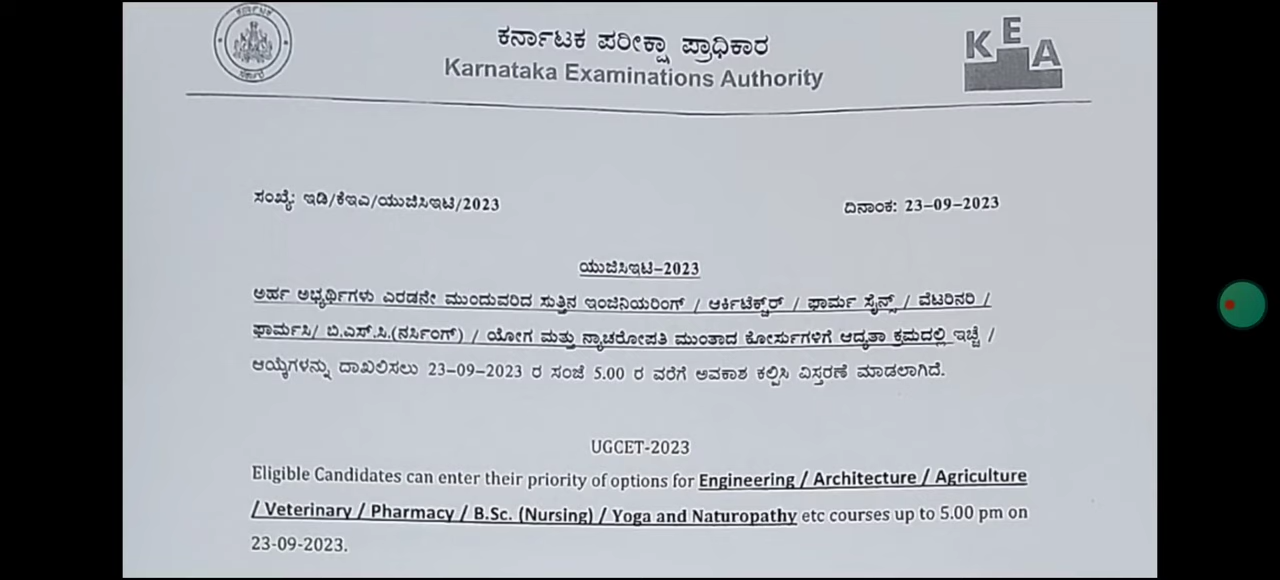 ಕರ್ನಾಟಕ
ಸರ್ಕಾರ
ಕರ್ನಾಟಕ ಪರೀಕ್ಷಾ ಪ್ರಾಧಿಕಾರ
Karnataka Examinations Authority
KEA
ಸಂಖ್ಯೆ: ಇಡಿ/ಕೆಇಎ/ಯುಜಿಸಿಇಟಿ/2023
ದಿನಾಂಕ: 23-09-2023
ಯುಜಿಸಿಇಟಿ-2023
ಅರ್ಹ ಅಭ್ಯರ್ಥಿಗಳು ಎರಡನೇ ಮುಂದುವರಿದ ಸುತ್ತಿನ ಇಂಜಿನಿಯರಿಂಗ್ / ಆರ್ಕಿಟೆಕ್ಚರ್ / ಫಾರ್ಮ ಸೈನ್ಸ್ / ವೆಟರಿನರಿ /
ಫಾರ್ಮಸಿ/ ಬಿ.ಎಸ್.ಸಿ.(ನರ್ಸಿಂಗ್) / ಯೋಗ ಮತ್ತು ನ್ಯಾಚರೋಪತಿ ಮುಂತಾದ ಕೋರ್ಸುಗಳಿಗೆ ಆದ್ಯತಾ ಕ್ರಮದಲ್ಲಿ ಇಚ್ಛೆ /
ಆಯ್ಕೆಗಳನ್ನು ದಾಖಲಿಸಲು 23-09-2023 ರ ಸಂಜೆ 5.00 ರ ವರೆಗೆ ಅವಕಾಶ ಕಲ್ಪಿಸಿ ವಿಸ್ತರಣೆ ಮಾಡಲಾಗಿದೆ.
UGCET-2023
Eligible Candidates can enter their priority of options for Engineering / Architecture / Agriculture
/ Veterinary / Pharmacy / B.Sc. (Nursing) / Yoga and Naturopathy etc courses up to 5.00 pm on
23-09-2023.